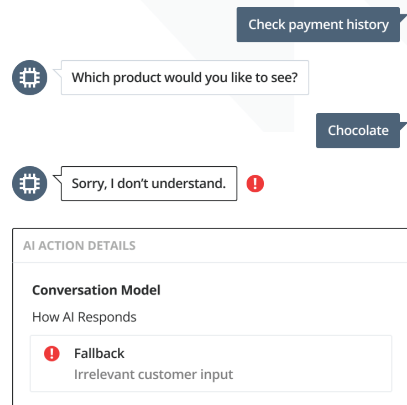 Check payment history
Which product would you like to see?
Chocolate
Sorry, I don’t understand.
AI ACTION DETAILS
Conversation Model
How AI Responds
Fallback
Irrelevant customer input